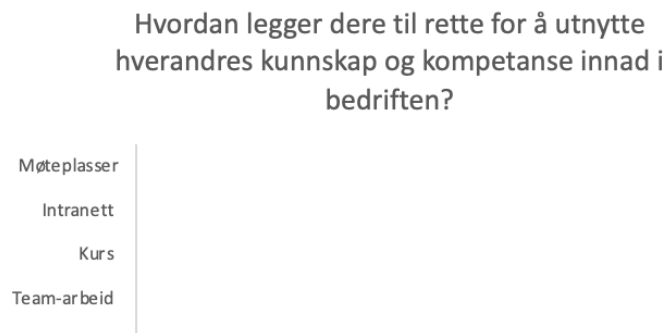 Hvordan legger dere til rette for å utnytte
hverandres kunnskap og kompetanse innad i
bedriften?
Møteplasser
Intranett
Kurs
Team-arbeid